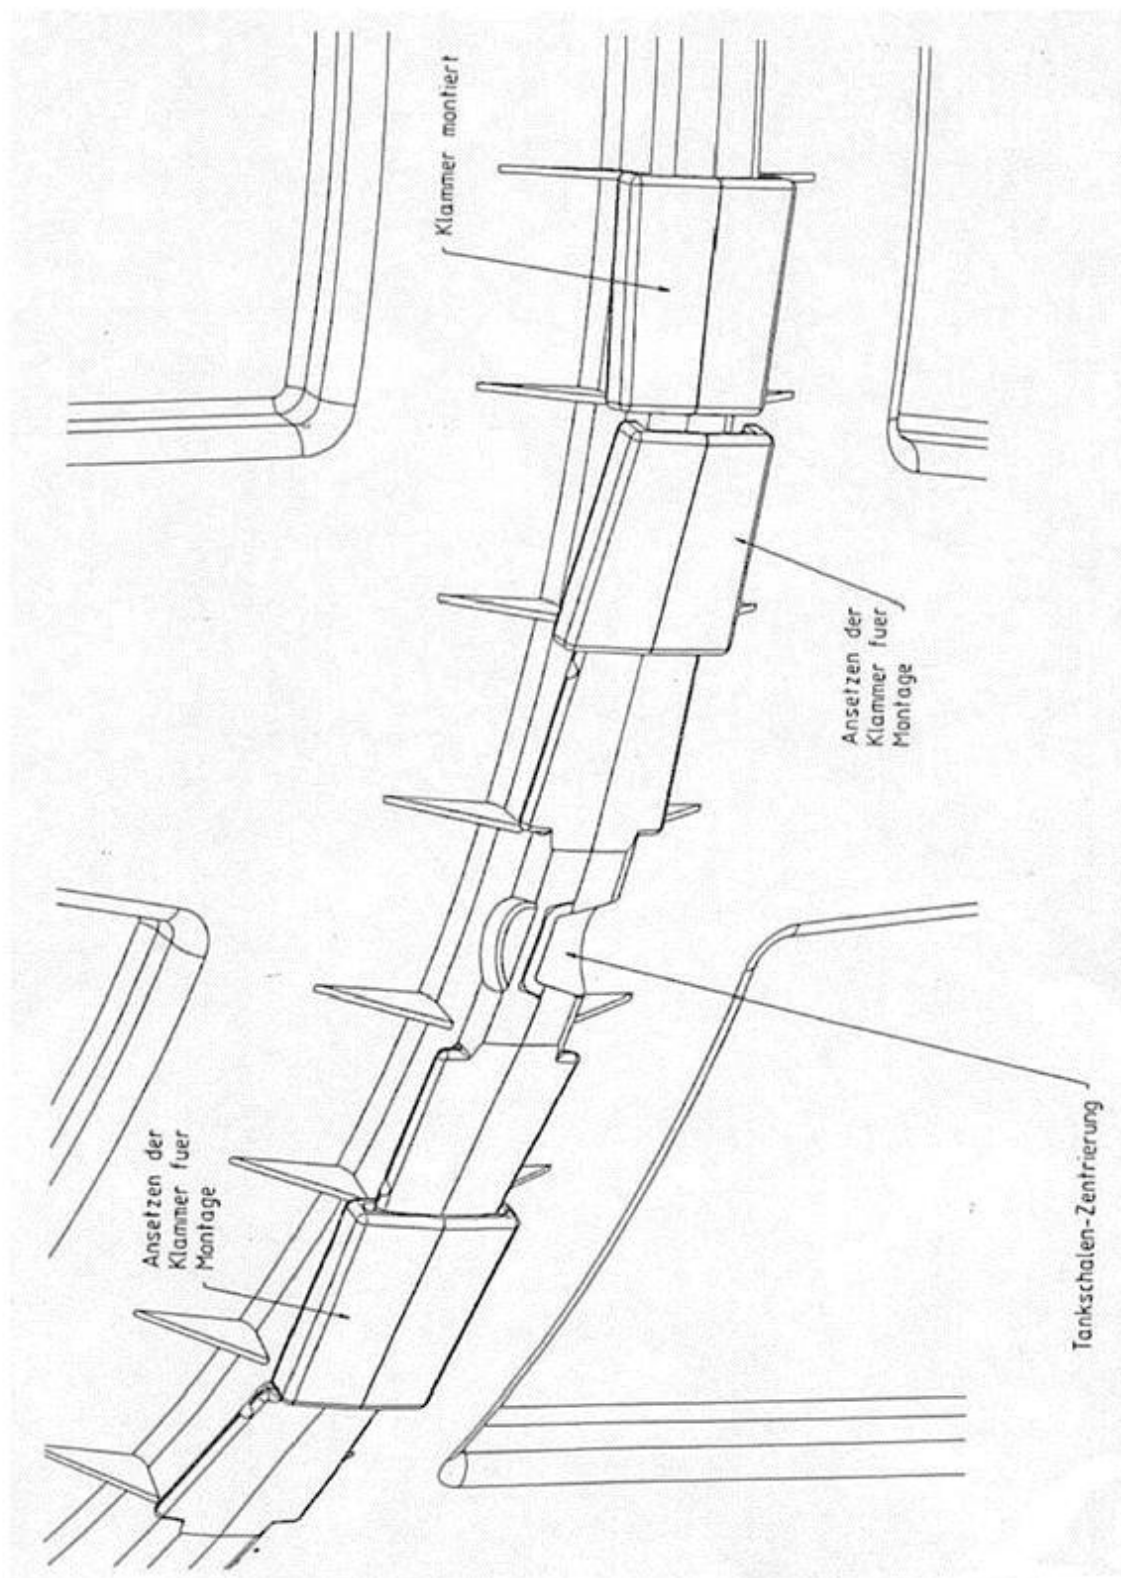 Klammer montiert
Ansetzen der
Klammer fuer
Montage
Ansetzen der
Klammer fuer
Montage
Tankschalen-Zentrierung